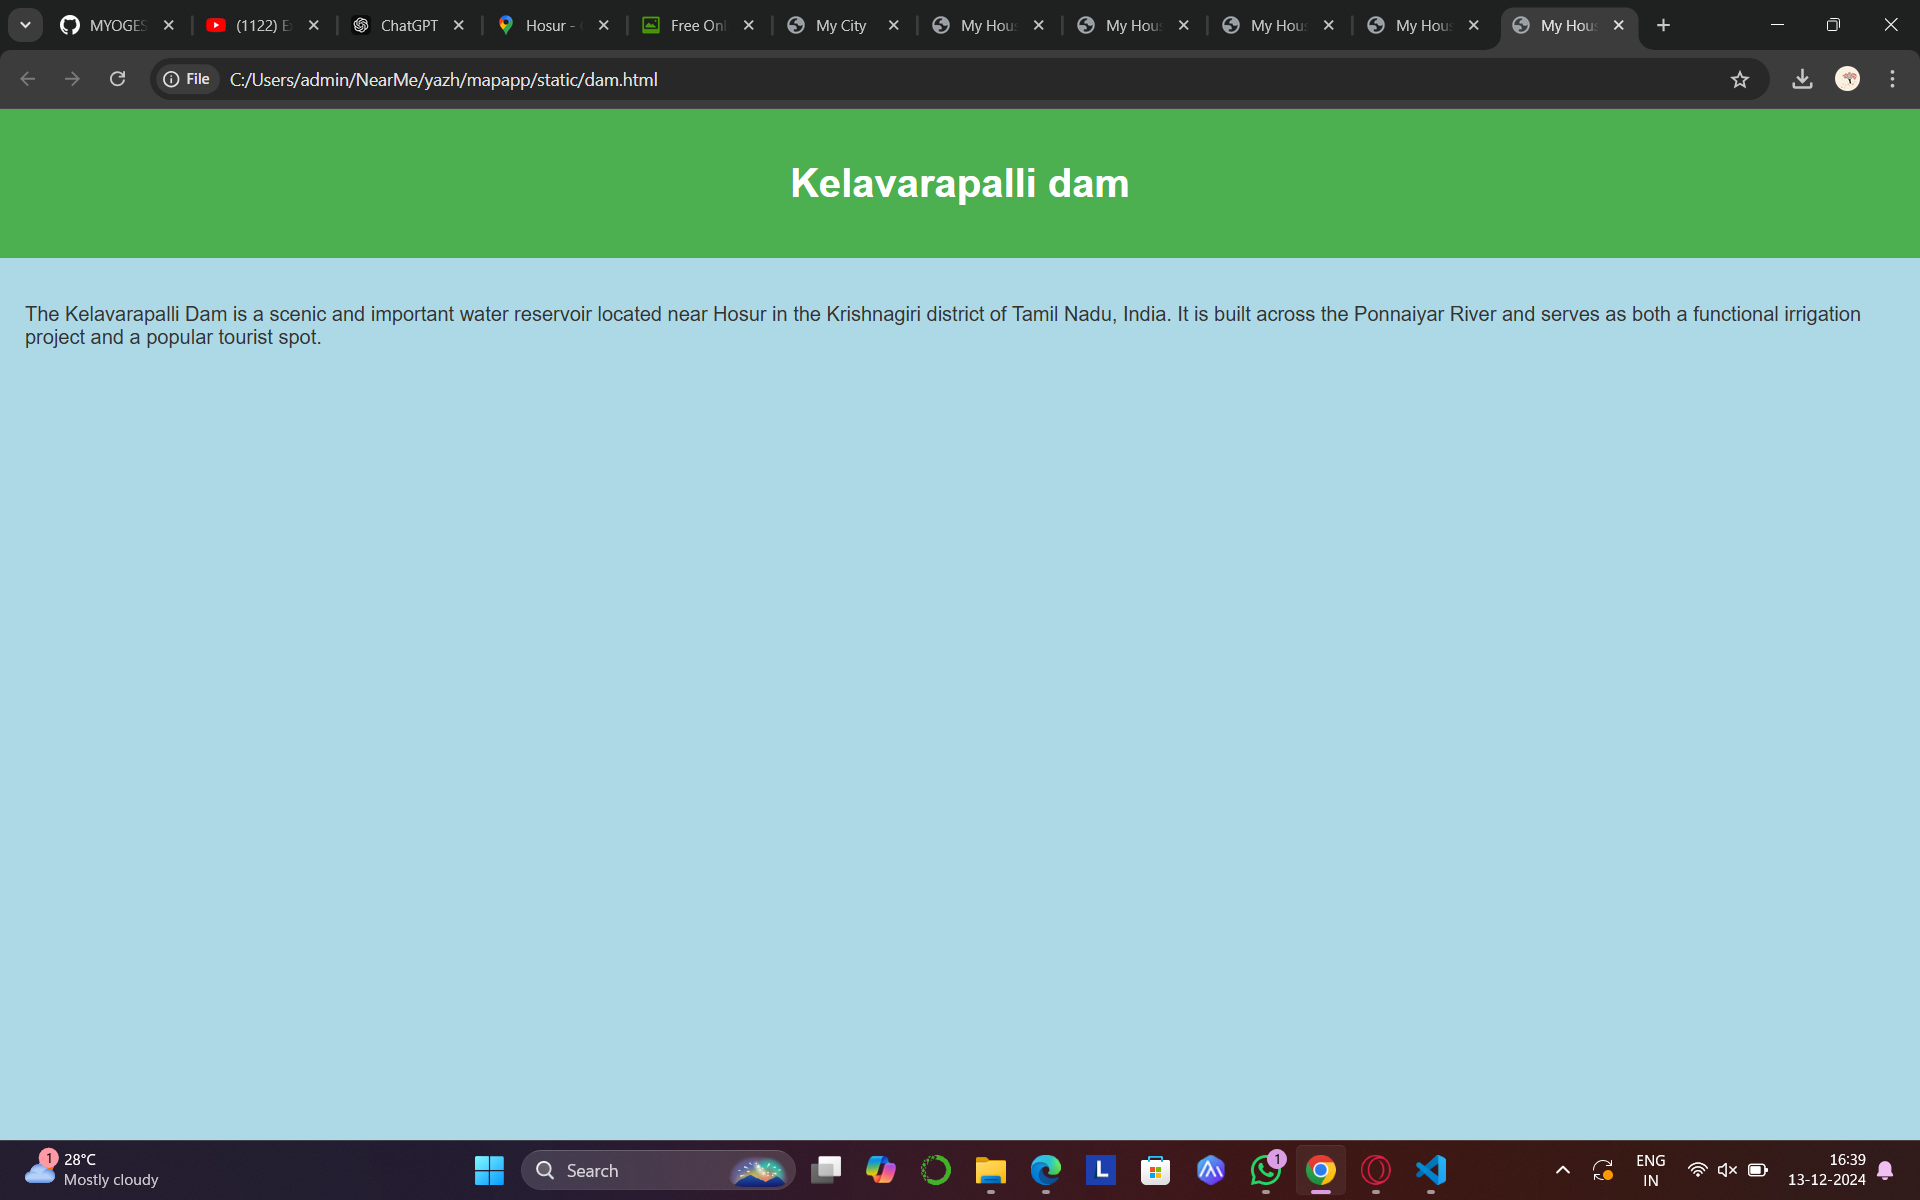 MYOGES
(1122) E
ChatGPT
Hosur -
Free Onl
My City
My Hou
My Hou
My Hou
My Hou
My Hou
File
C:/Users/admin/NearMe/yazh/mapapp/static/dam.html
Kelavarapalli dam
The Kelavarapalli Dam is a scenic and important water reservoir located near Hosur in the Krishnagiri district of Tamil Nadu, India. It is built across the Ponnaiyar River and serves as both a functional irrigation
project and a popular tourist spot.
1
28°C
Mostly cloudy
Search
L
1
ENG
IN
16:39
13-12-2024